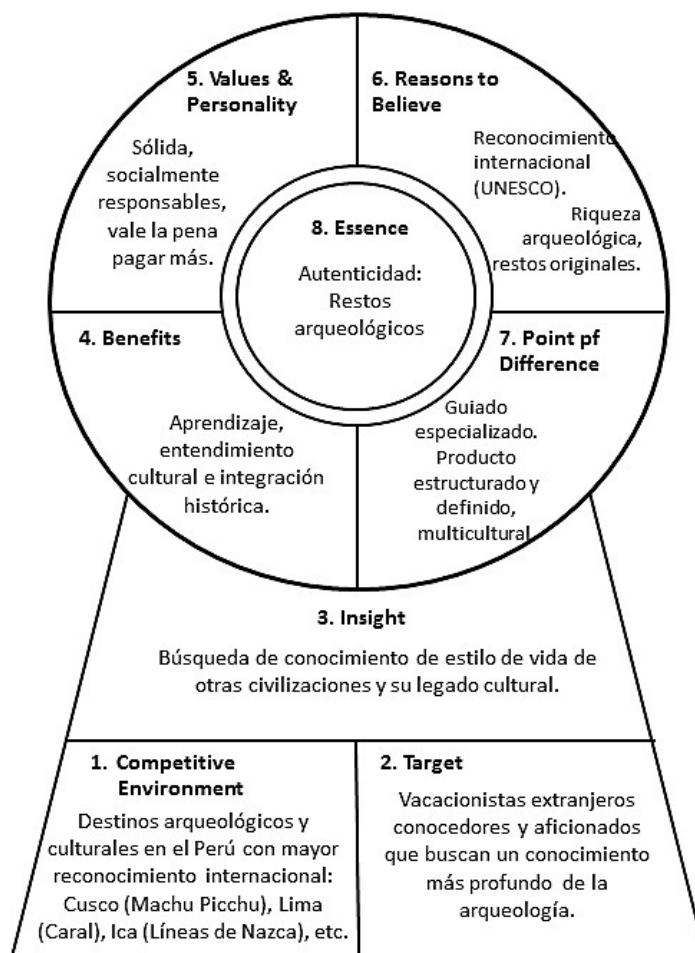 5. Values &
Personality
Sólida,
socialmente
responsables,
vale la pena
pagar más.
6. Reasons to
Believe
Reconocimiento
internacional
(UNESCO).
Riqueza
arqueológica,
restos originales.
8. Essence
Autenticidad:
Restos
arqueológicos
4. Benefits
Aprendizaje,
entendimiento
cultural e integración
histórica.
7. Point pf
Difference
Guiado
especializado.
Producto
estructurado y
definido,
multicultural
3. Insight
Búsqueda de conocimiento de estilo de vida de
otras civilizaciones y su legado cultural.
1. Competitive
Environment
Destinos arqueológicos y
culturales en el Perú con mayor
reconocimiento internacional:
Cusco (Machu Picchu), Lima
(Caral), Ica (Líneas de Nazca), etc.
2. Target
Vacacionistas extranjeros
conocedores y aficionados
que buscan un conocimiento
más profundo de la
arqueología.